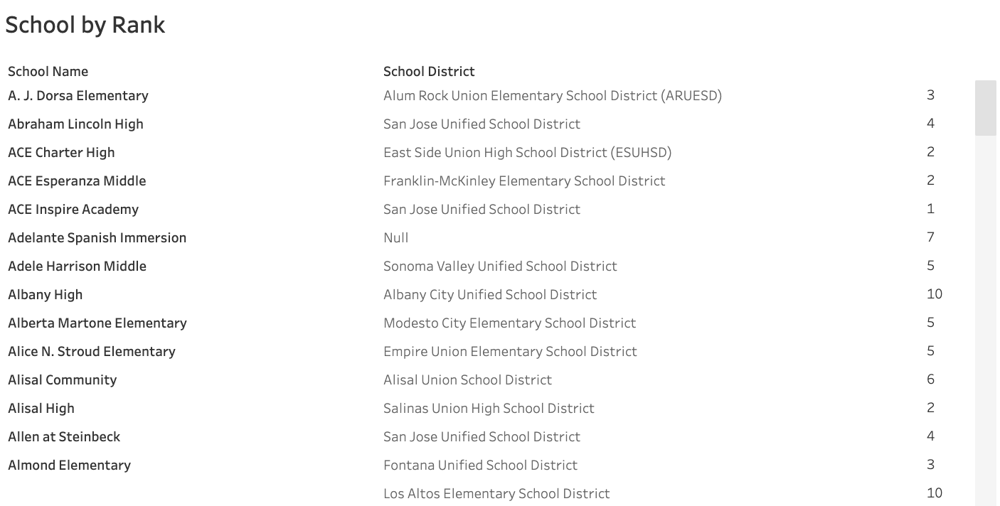 School by Rank
School Name School District
A. J. Dorsa Elementary Alum Rock Union Elementary School District (ARUESD) 3
Abraham Lincoln High San Jose Unified School District 4
ACE Charter High East Side Union High School District (ESUHSD) 2
ACE Esperanza Middle Franklin-McKinley Elementary School District 2
ACE Inspire Academy San Jose Unified School District 1
Adelante Spanish Immersion Null 7
Adele Harrison Middle Sonoma Valley Unified School District 5
Albany High Albany City Unified School District 10
Alberta Martone Elementary Modesto City Elementary School District 5
Alice N. Stroud Elementary Empire Union Elementary School District 5
Alisal Community Alisal Union School District 6
Alisal High Salinas Union High School District 2
Allen at Steinbeck San Jose Unified School District 4
Almond Elementary Fontana Unified School District 3
Los Altos Elementary School District 10